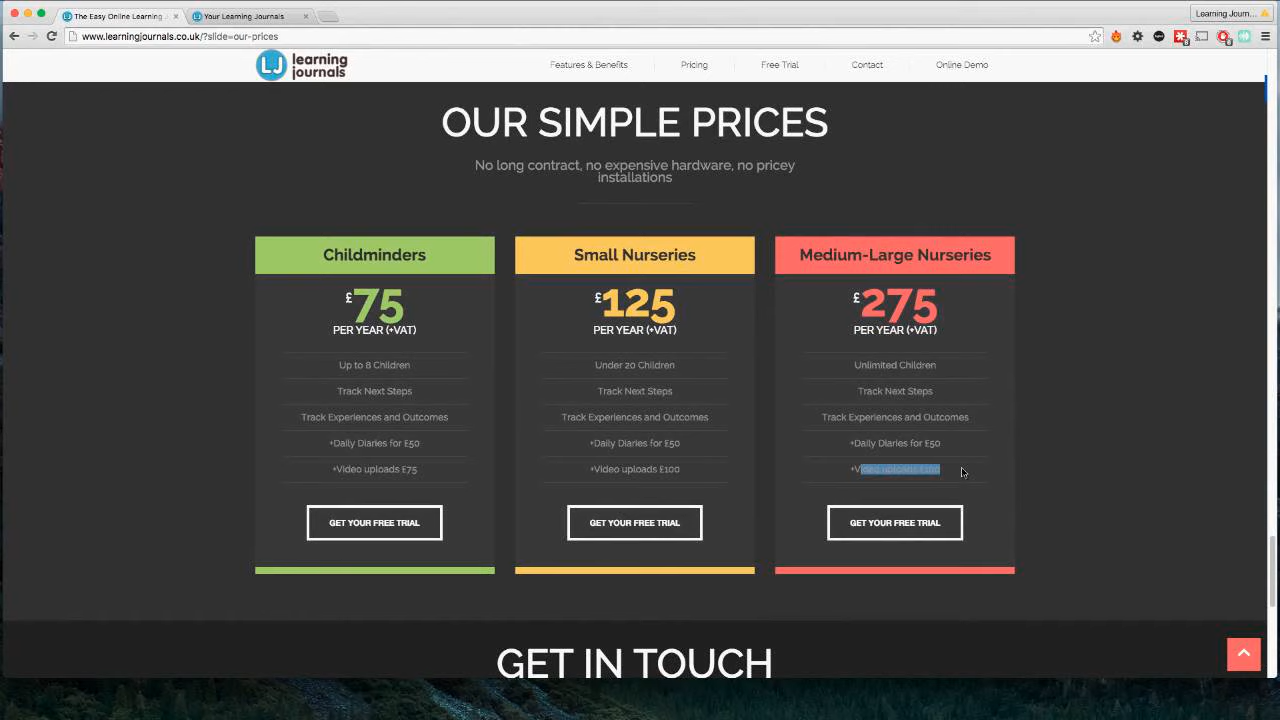 The Easy Online Learning
Your Learning Journals
Learning Journ...
www.learningjournals.co.uk/?slide=our-prices
LJ learning journals
Features & Benefits
Pricing
Free Trial
Contact
Online Demo
OUR SIMPLE PRICES
No long contract, no expensive hardware, no pricey
installations
Childminders
£75
PER YEAR (+VAT)
Up to 8 Children
Track Next Steps
Track Experiences and Outcomes
+Daily Diaries for £50
+Video uploads £75
GET YOUR FREE TRIAL
Small Nurseries
£125
PER YEAR (+VAT)
Under 20 Children
Track Next Steps
Track Experiences and Outcomes
+Daily Diaries for £50
+Video uploads £100
GET YOUR FREE TRIAL
Medium-Large Nurseries
£275
PER YEAR (+VAT)
Unlimited Children
Track Next Steps
Track Experiences and Outcomes
+Daily Diaries for £50
+Video uploads £100
GET YOUR FREE TRIAL
GET IN TOUCH